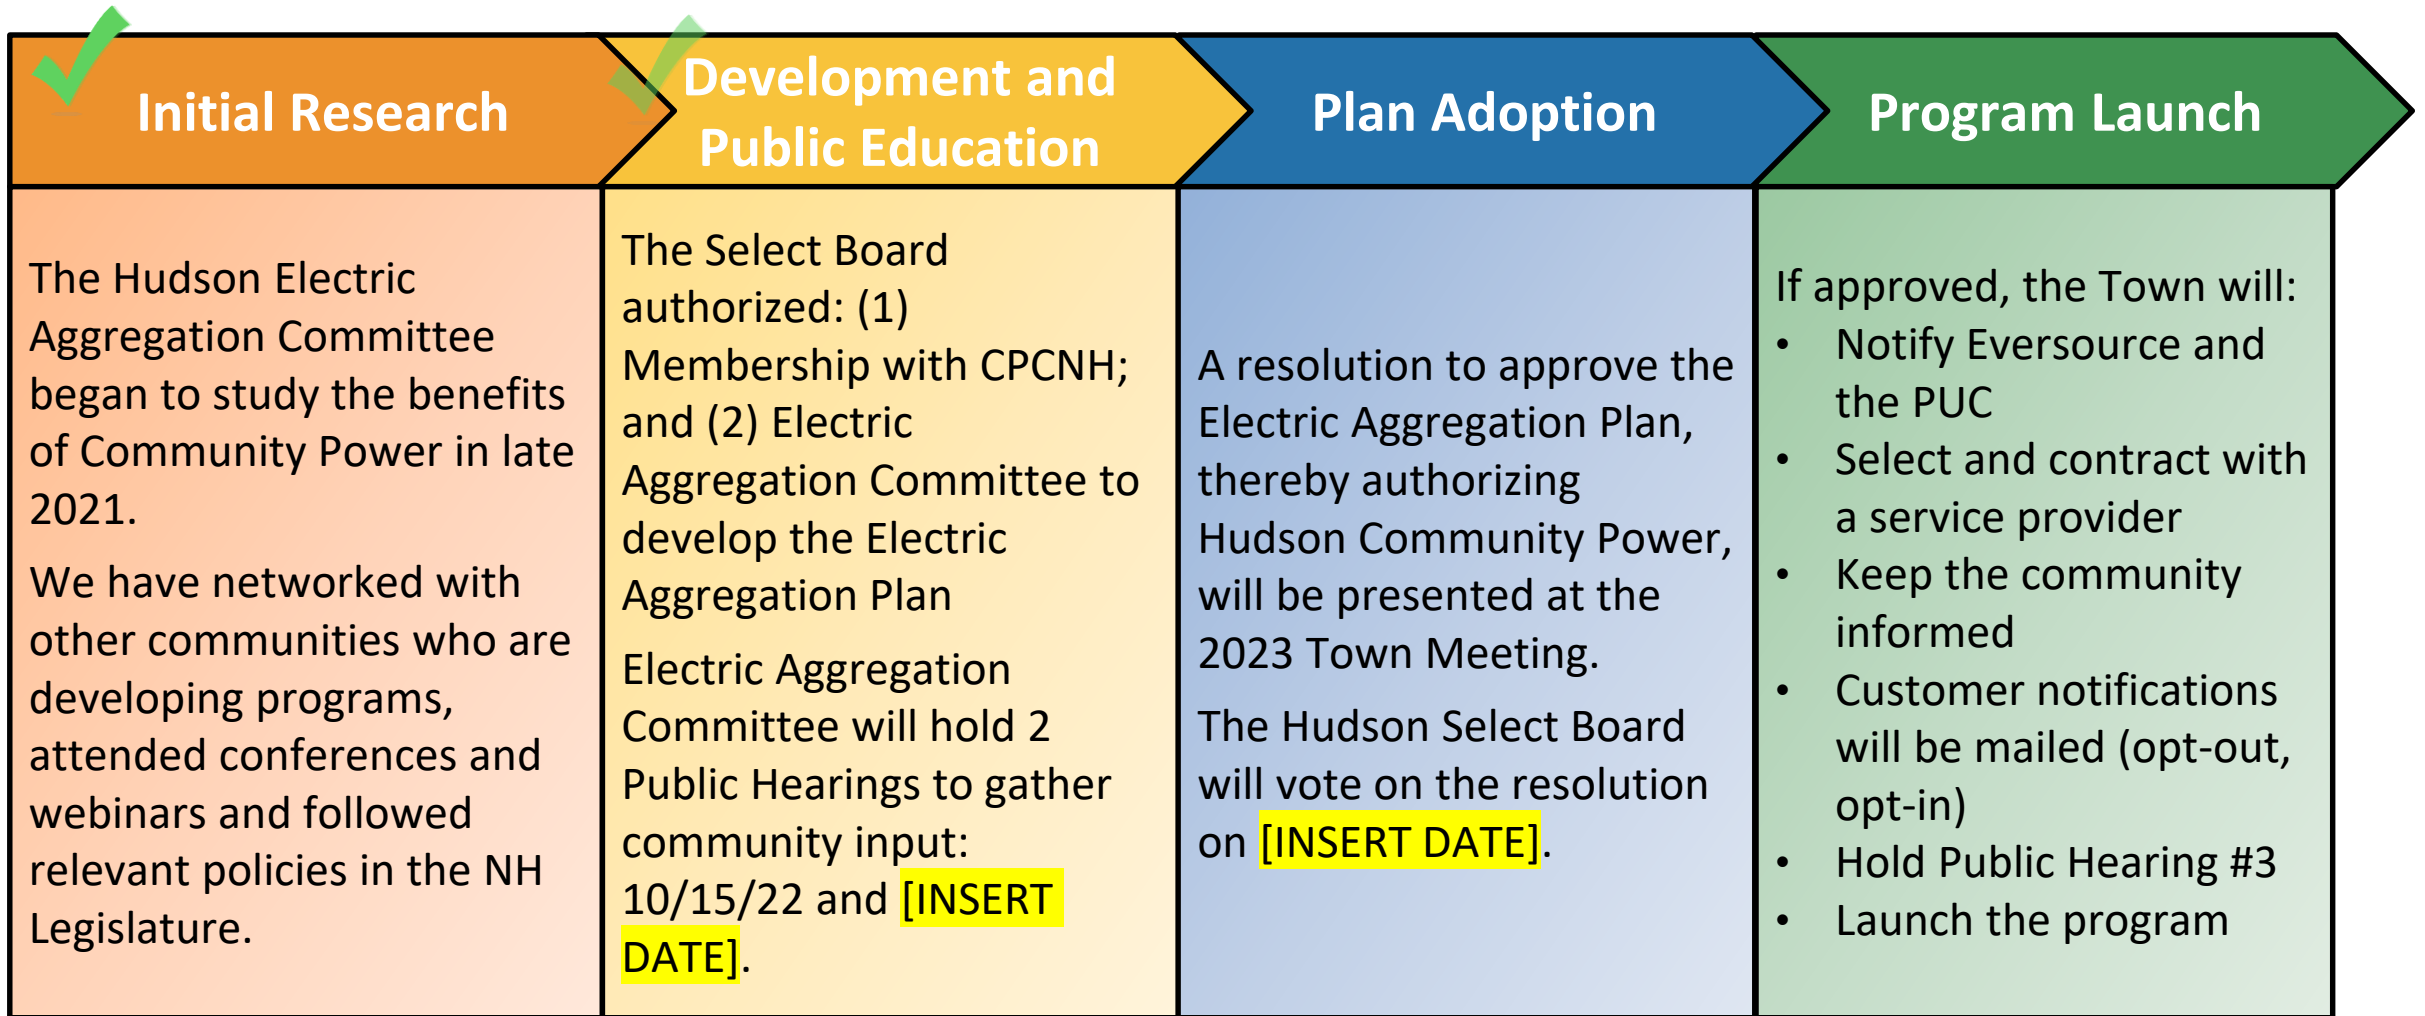 Initial Research
Development and
Public Education
Plan Adoption
Program Launch
The Hudson Electric
Aggregation Committee
began to study the benefits
of Community Power in late
2021.
We have networked with
other communities who are
developing programs,
attended conferences and
webinars and followed
relevant policies in the NH
Legislature.
The Select Board
authorized: (1)
Membership with CPCNH;
and (2) Electric
Aggregation Committee to
develop the Electric
Aggregation Plan
Electric Aggregation
Committee will hold 2
Public Hearings to gather
community input:
10/15/22 and [INSERT
DATE].
A resolution to approve the
Electric Aggregation Plan,
thereby authorizing
Hudson Community Power,
will be presented at the
2023 Town Meeting.
The Hudson Select Board
will vote on the resolution
on [INSERT DATE].
If approved, the Town will:
• Notify Eversource and
the PUC
• Select and contract with
a service provider
• Keep the community
informed
• Customer notifications
will be mailed (opt-out,
opt-in)
• Hold Public Hearing #3
• Launch the program